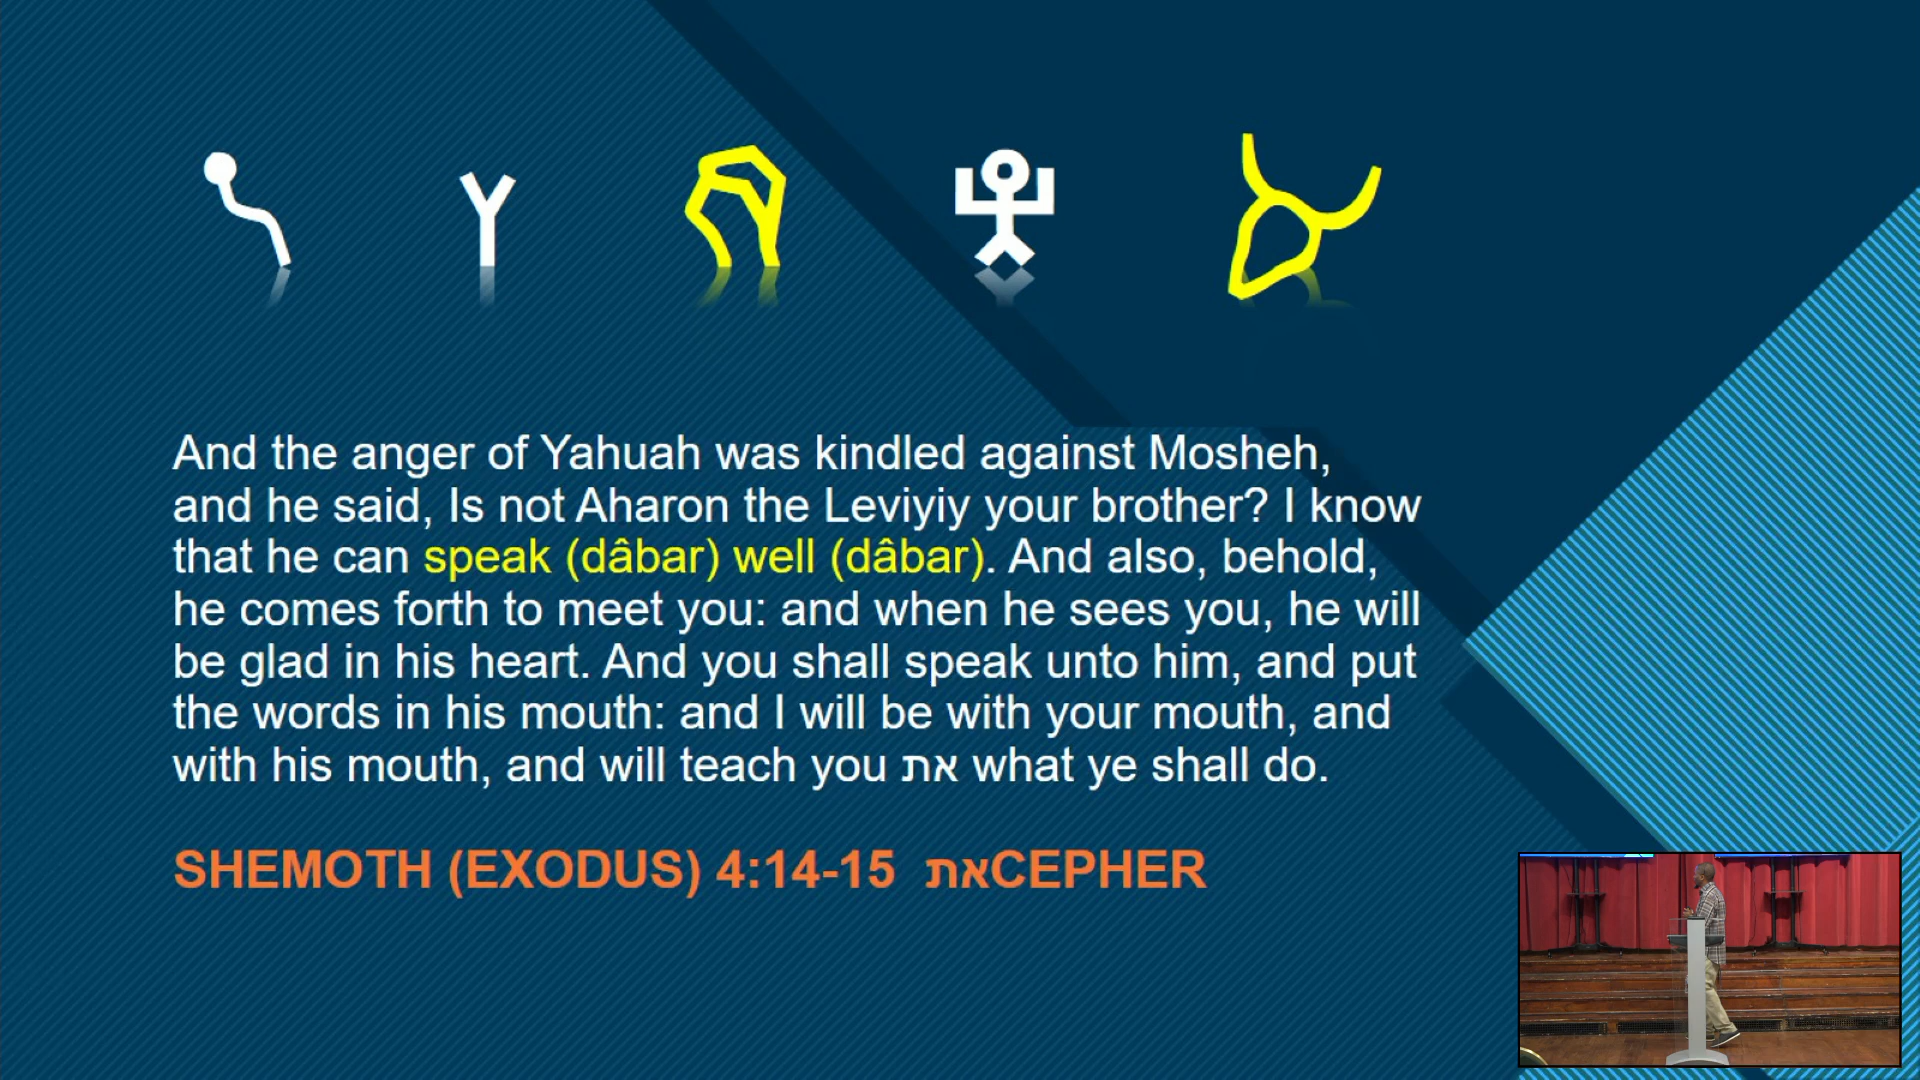 And the anger of Yahuah was kindled against Mosheh,
and he said, Is not Aharon the Leviyiy your brother? I know
that he can speak (dâbar) well (dâbar). And also, behold,
he comes forth to meet you: and when he sees you, he will
be glad in his heart. And you shall speak unto him, and put
the words in his mouth: and I will be with your mouth, and
with his mouth, and will teach you את what ye shall do.
SHEMOTH (EXODUS) 4:14-15 אתCEPHER